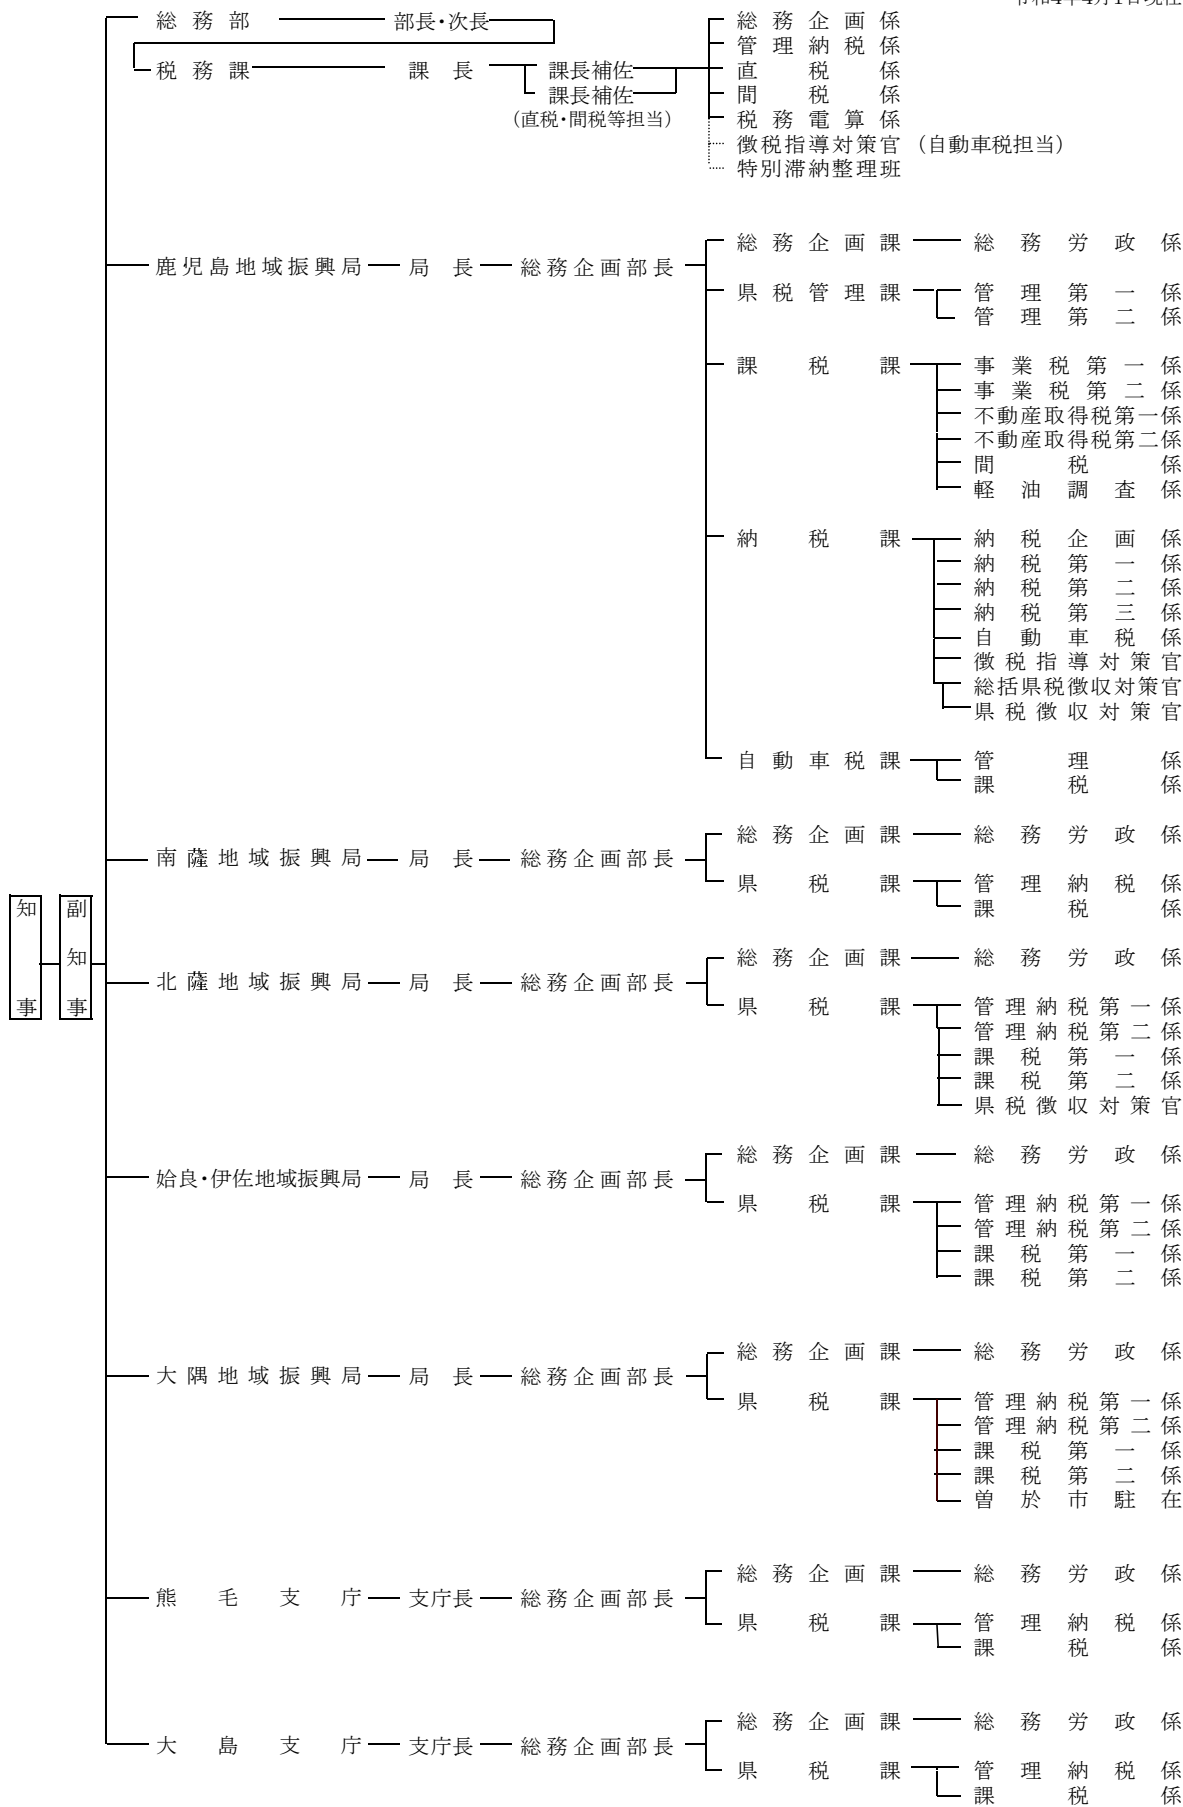 令和4年4月1日現在
総務部 部長・次長 総務企画係
管理納税係
税務課 課長 課長補佐 直税係
課長補佐 間税係
（直税・間税等担当） 税務電算係
徴税指導対策官（自動車税担当）
特別滞納整理班
総務企画課 総務労政係
鹿児島地域振興局 局長 総務企画部長
県税管理課 管理第一係
管理第二係
課税課 事業税第一係
事業税第二係
不動産取得税第一係
不動産取得税第二係
間税係
軽油調査係
納税課 納税企画係
納税第一係
納税第二係
納税第三係
自動車税係
徴税指導対策官
総括県税徴収対策官
県税徴収対策官
自動車税課 管理係
課税係
総務企画課 総務労政係
南薩地域振興局 局長 総務企画部長
県税課 管理納税係
課税係
知事 副知事
総務企画課 総務労政係
北薩地域振興局 局長 総務企画部長
県税課 管理納税第一係
管理納税第二係
課税第一係
課税第二係
県税徴収対策官
総務企画課 総務労政係
姶良・伊佐地域振興局 局長 総務企画部長
県税課 管理納税第一係
管理納税第二係
課税第一係
課税第二係
総務企画課 総務労政係
大隅地域振興局 局長 総務企画部長
県税課 管理納税第一係
管理納税第二係
課税第一係
課税第二係
曽於市駐在
総務企画課 総務労政係
熊毛支庁 支庁長 総務企画部長
県税課 管理納税係
課税係
総務企画課 総務労政係
大島支庁 支庁長 総務企画部長
県税課 管理納税係
課税係